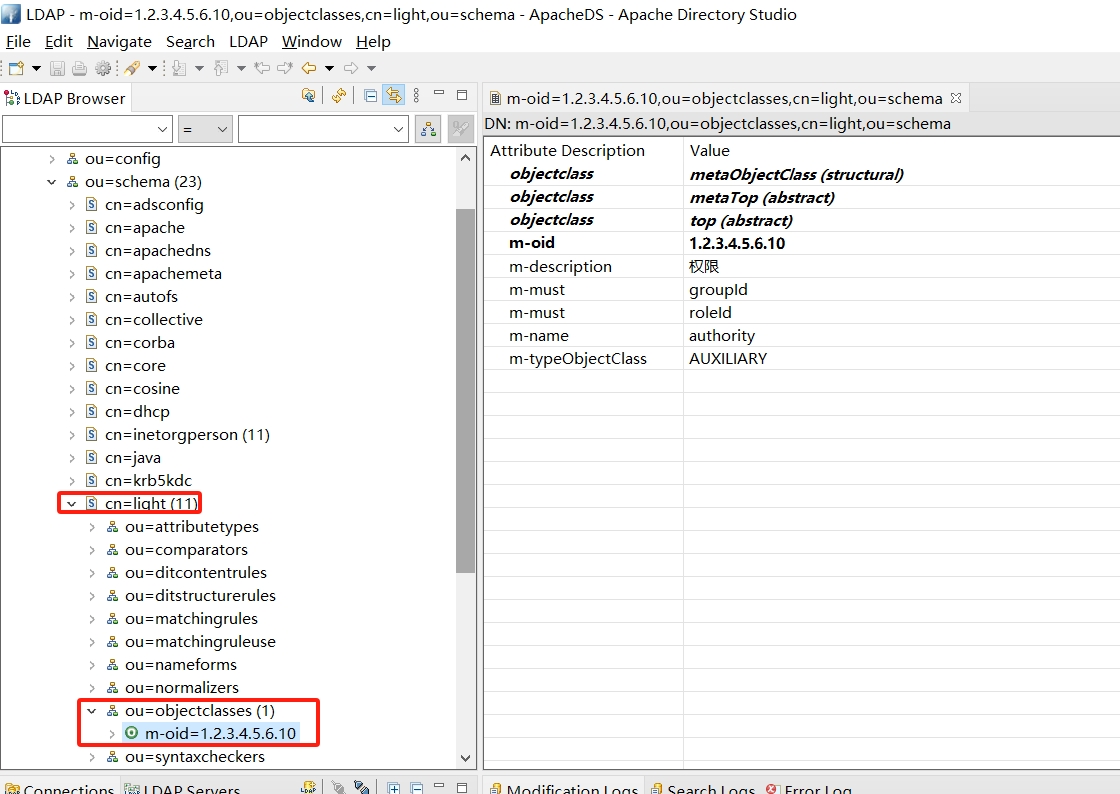 LDAP - m-oid=1.2.3.4.5.6.10,ou=objectclasses,cn=light,ou=schema - ApacheDS - Apache Directory Studio
File Edit Navigate Search LDAP Window Help
LDAP Browser
=
ou=config
ou=schema (23)
cn=adsconfig
cn=apache
cn=apachedns
cn=apachemeta
cn=autofs
cn=collective
cn=corba
cn=core
cn=cosine
cn=dhcp
cn=inetorgperson (11)
cn=java
cn=krb5kdc
cn=light (11)
ou=attributetypes
ou=comparators
ou=ditcontentrules
ou=ditstructurerules
ou=matchingrules
ou=matchingruleuse
ou=nameforms
ou=normalizers
ou=objectclasses (1)
m-oid=1.2.3.4.5.6.10
ou=syntaxcheckers
m-oid=1.2.3.4.5.6.10,ou=objectclasses,cn=light,ou=schema
DN: m-oid=1.2.3.4.5.6.10,ou=objectclasses,cn=light,ou=schema
Attribute Description Value
objectclass metaObjectClass (structural)
objectclass metaTop (abstract)
objectclass top (abstract)
m-oid 1.2.3.4.5.6.10
m-description 权限
m-must groupId
m-must roleId
m-name authority
m-typeObjectClass AUXILIARY
Connections LDAP Servers
Modification Logs Search Logs Error Log